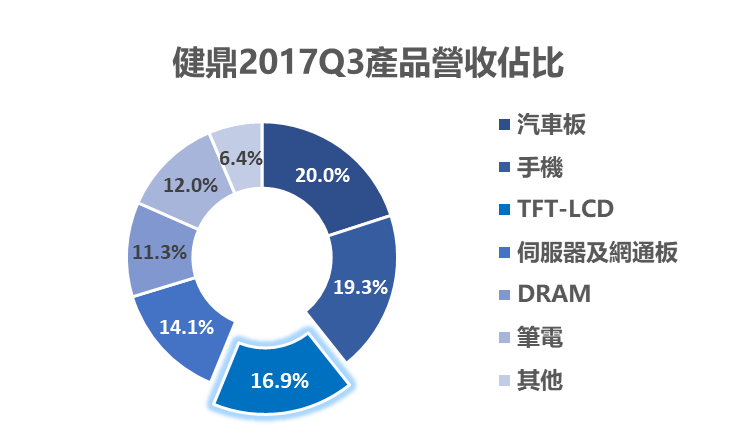 健鼎2017Q3產品營收佔比
汽車板
手機
TFT-LCD
伺服器及網通板
DRAM
筆電
其他
20.0%
19.3%
16.9%
14.1%
11.3%
12.0%
6.4%